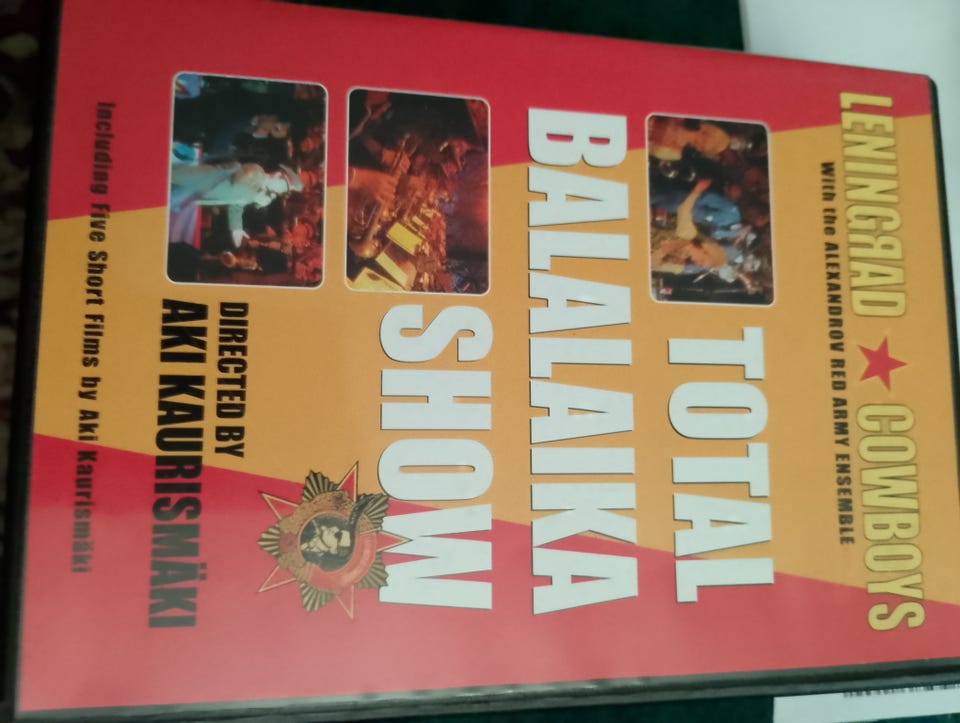 LENINGЯAD ★ COWBOYS
With the ALEXANDROV RED ARMY ENSEMBLE
TOTAL
BALALAIKA
SHOW
DIRECTED BY
AKI KAURISMÄKI
Including Five Short Films by Aki Kaurismäki